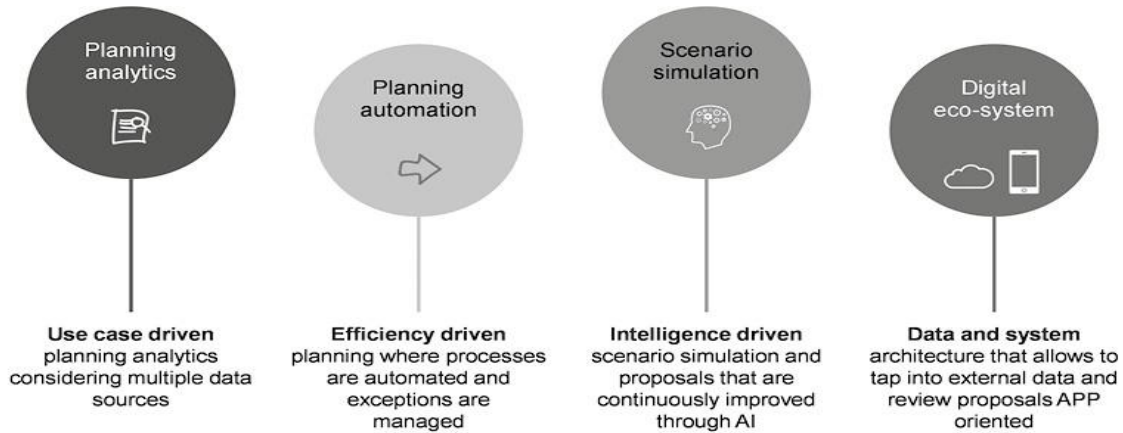 Planning
analytics
Planning
automation
Scenario
simulation
Digital
eco-system
Use case driven
planning analytics
considering multiple data
sources
Efficiency driven
planning where processes
are automated and
exceptions are
managed
Intelligence driven
scenario simulation and
proposals that are
continuously improved
through AI
Data and system
architecture that allows to
tap into external data and
review proposals APP
oriented